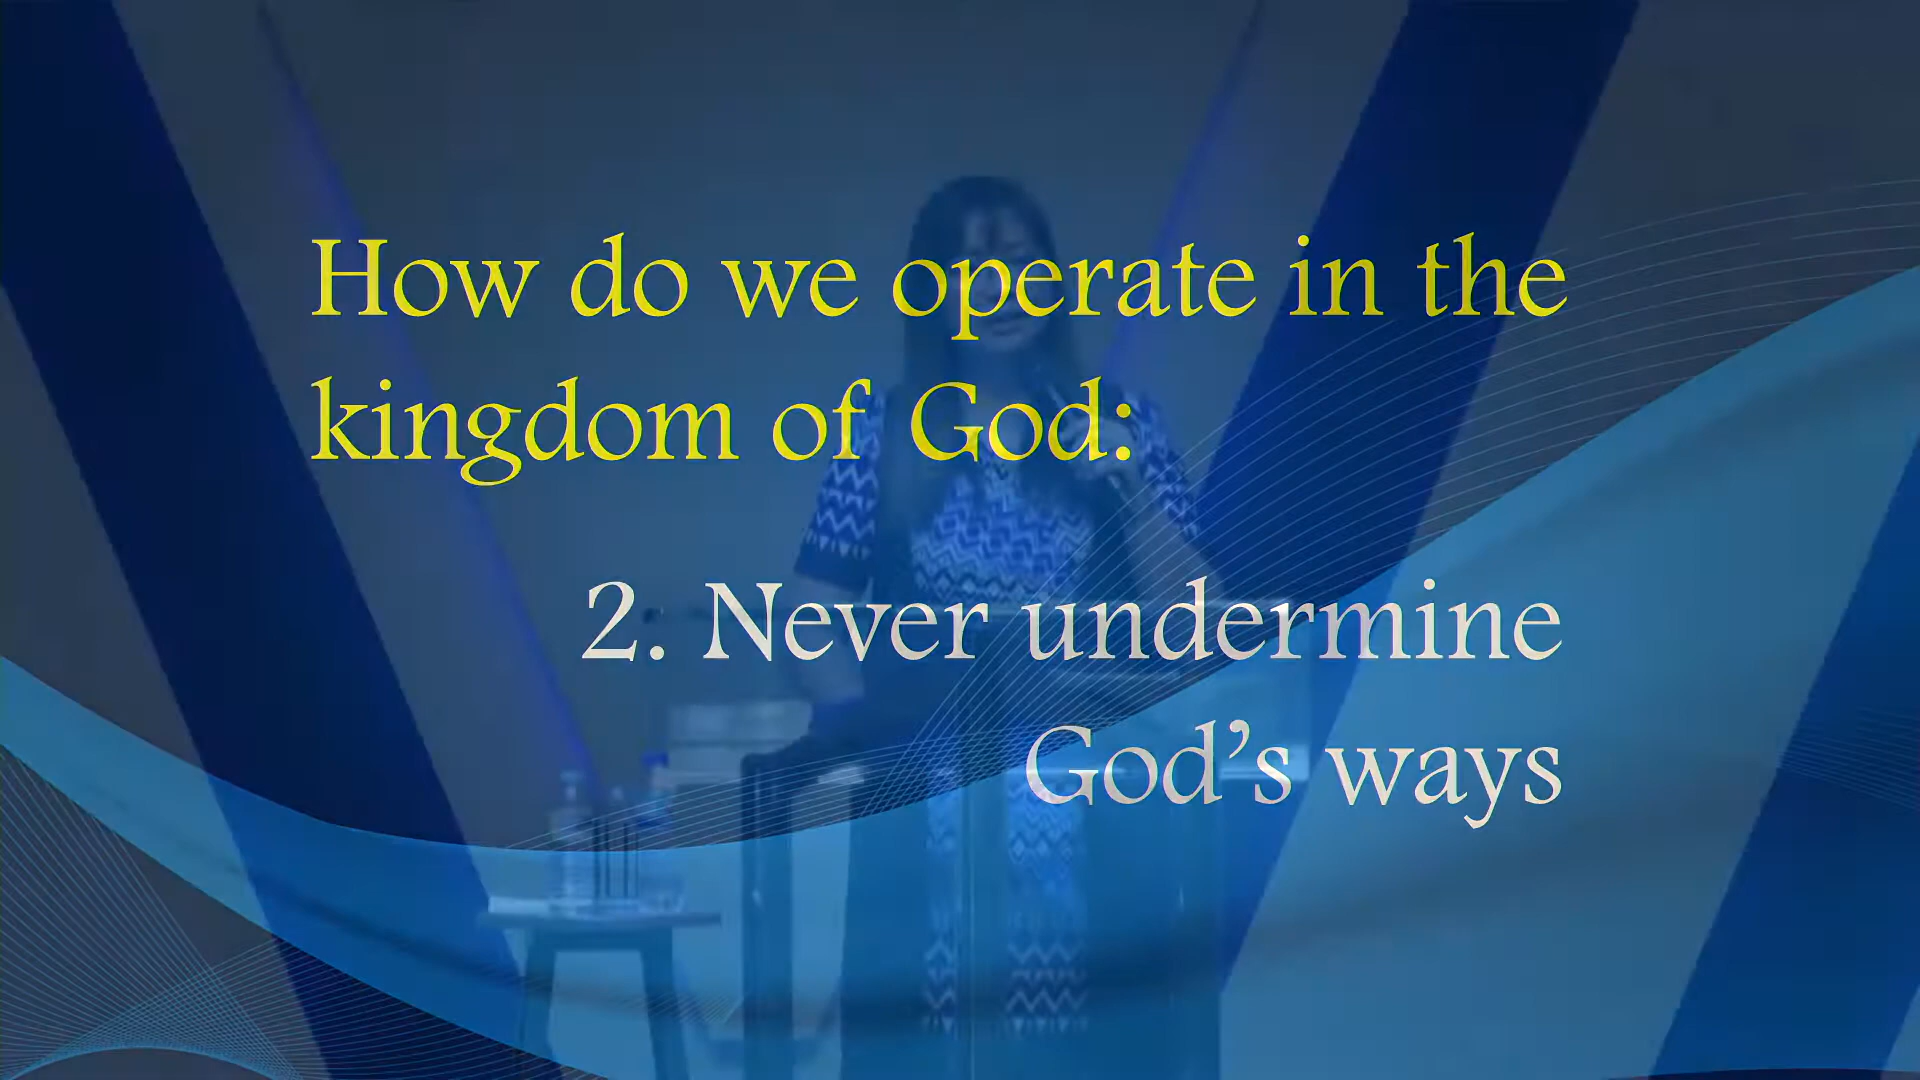 How do we operate in the
kingdom of God:
2. Never undermine
God’s ways